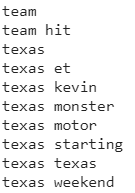 team
team hit
texas
texas et
texas kevin
texas monster
texas motor
texas starting
texas texas
texas weekend